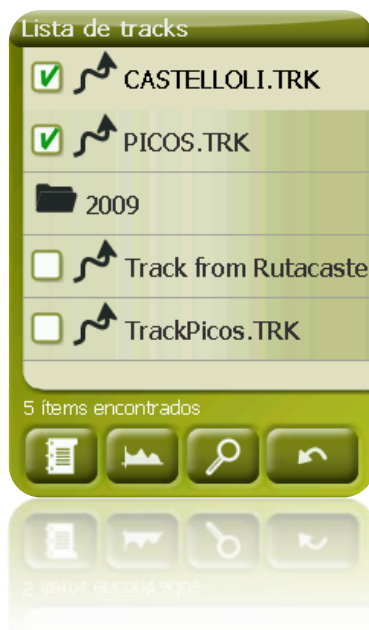 Lista de tracks
CASTELLOLI.TRK
PICOS.TRK
2009
Track from Rutacaste
TrackPicos.TRK
5 ítems encontrados